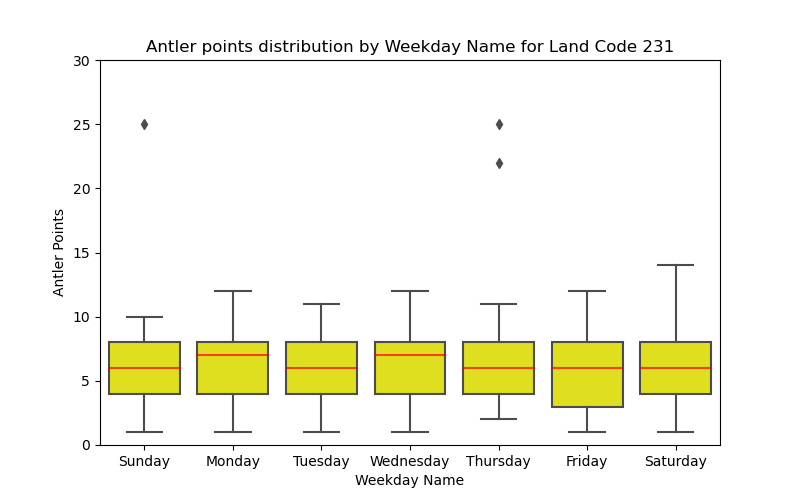 Antler points distribution by Weekday Name for Land Code 231
30
25
20
15
10
5
0
Antler Points
Sunday Monday Tuesday Wednesday Thursday Friday Saturday
Weekday Name